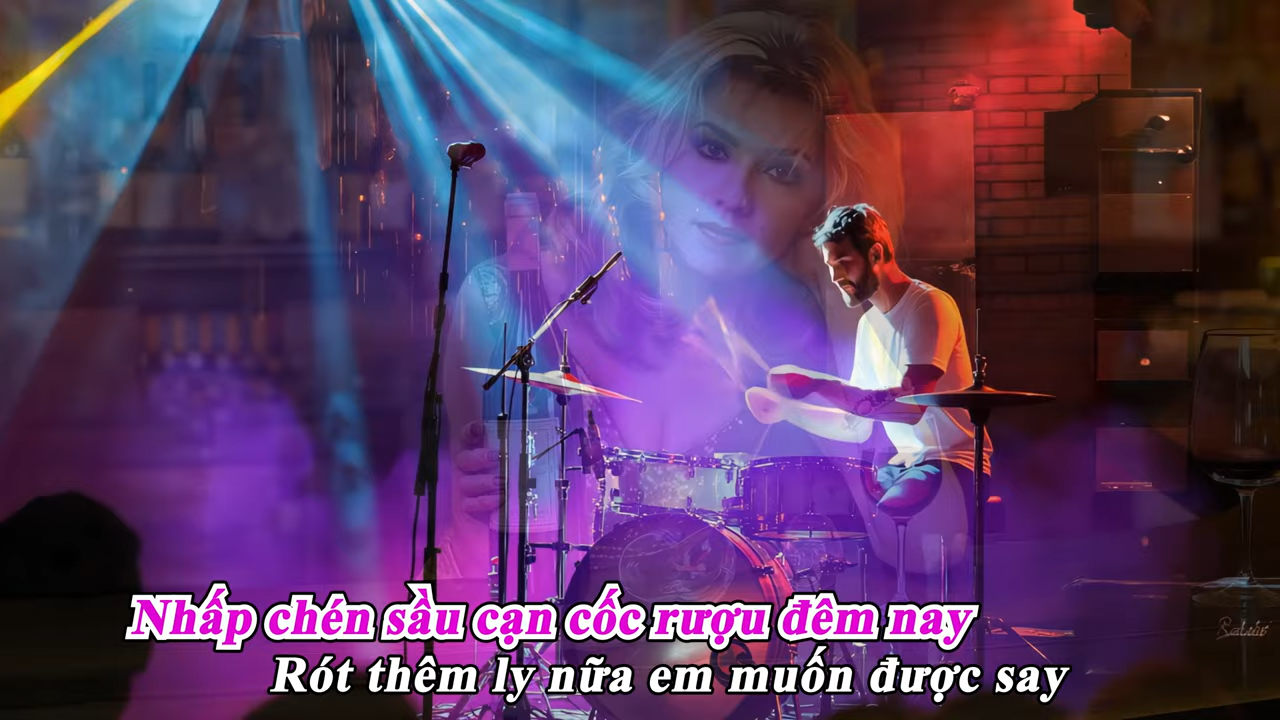 Nhấp chén sầu cạn cốc rượu đêm nay
Rót thêm ly nữa em muốn được say